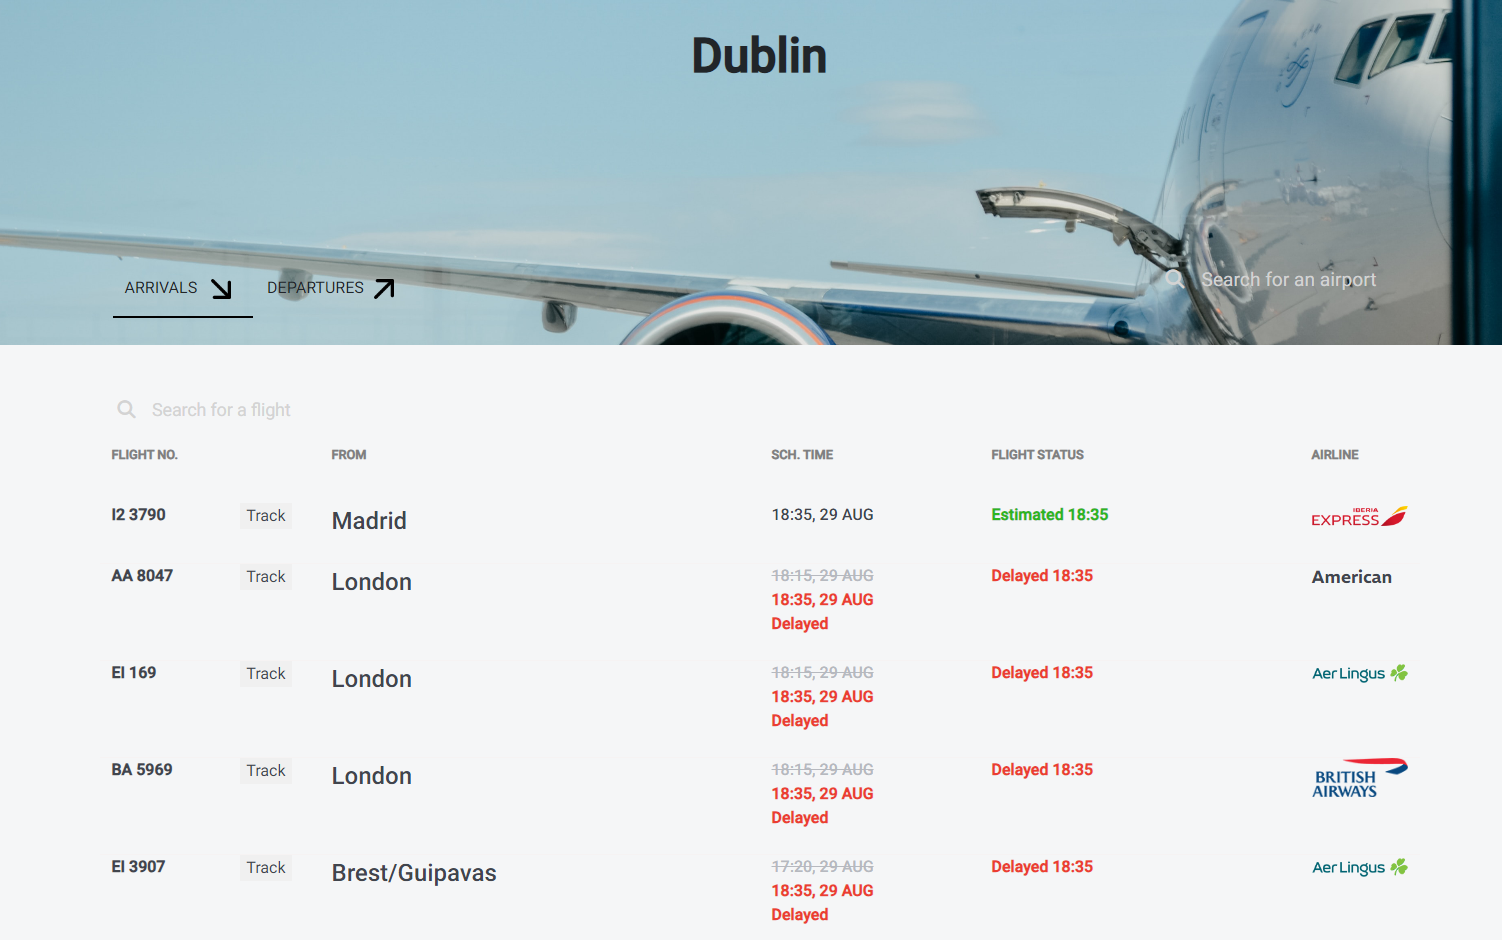 Dublin
ARRIVALS
DEPARTURES
Search for an airport
Search for a flight
FLIGHT NO. FROM SCH. TIME FLIGHT STATUS AIRLINE
I2 3790 Track Madrid 18:35, 29 AUG Estimated 18:35 IBERIA EXPRESS
AA 8047 Track London 18:15, 29 AUG Delayed 18:35 American
18:35, 29 AUG
Delayed
EI 169 Track London 18:15, 29 AUG Delayed 18:35 Aer Lingus
18:35, 29 AUG
Delayed
BA 5969 Track London 18:15, 29 AUG Delayed 18:35 BRITISH AIRWAYS
18:35, 29 AUG
Delayed
EI 3907 Track Brest/Guipavas 17:20, 29 AUG Delayed 18:35 Aer Lingus
18:35, 29 AUG
Delayed